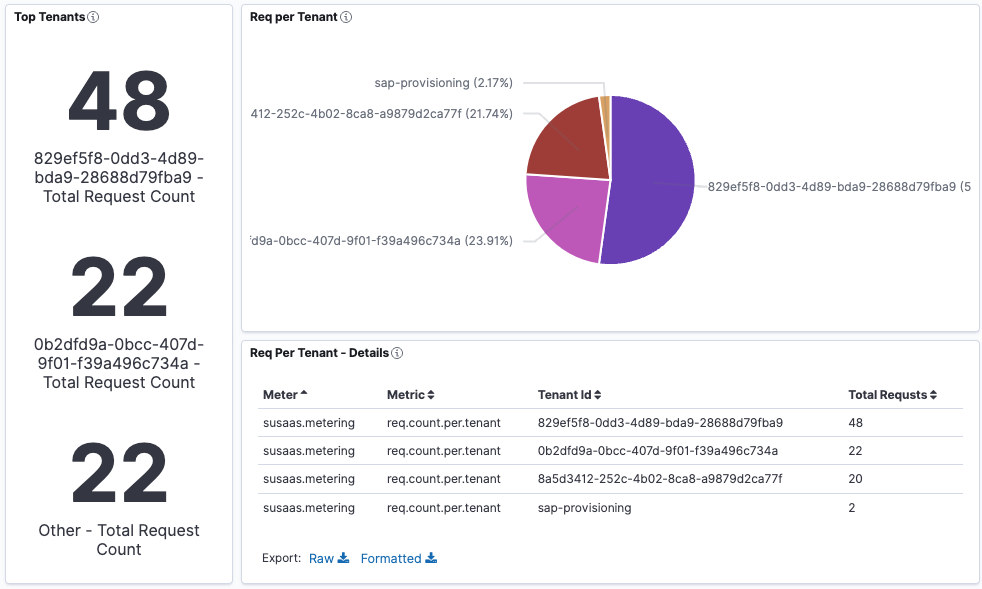 Top Tenants
48
829ef5f8-0dd3-4d89-
bda9-28688d79fba9 -
Total Request Count
22
0b2dfd9a-0bcc-407d-
9f01-f39a496c734a -
Total Request Count
22
Other - Total Request
Count
Req per Tenant
sap-provisioning (2.17%)
412-252c-4b02-8ca8-a9879d2ca77f (21.74%)
829ef5f8-0dd3-4d89-bda9-28688d79fba9 (5
fd9a-0bcc-407d-9f01-f39a496c734a (23.91%)
Req Per Tenant - Details
Meter Metric Tenant Id Total Requsts
susaas.metering req.count.per.tenant 829ef5f8-0dd3-4d89-bda9-28688d79fba9 48
susaas.metering req.count.per.tenant 0b2dfd9a-0bcc-407d-9f01-f39a496c734a 22
susaas.metering req.count.per.tenant 8a5d3412-252c-4b02-8ca8-a9879d2ca77f 20
susaas.metering req.count.per.tenant sap-provisioning 2
Export: Raw Formatted